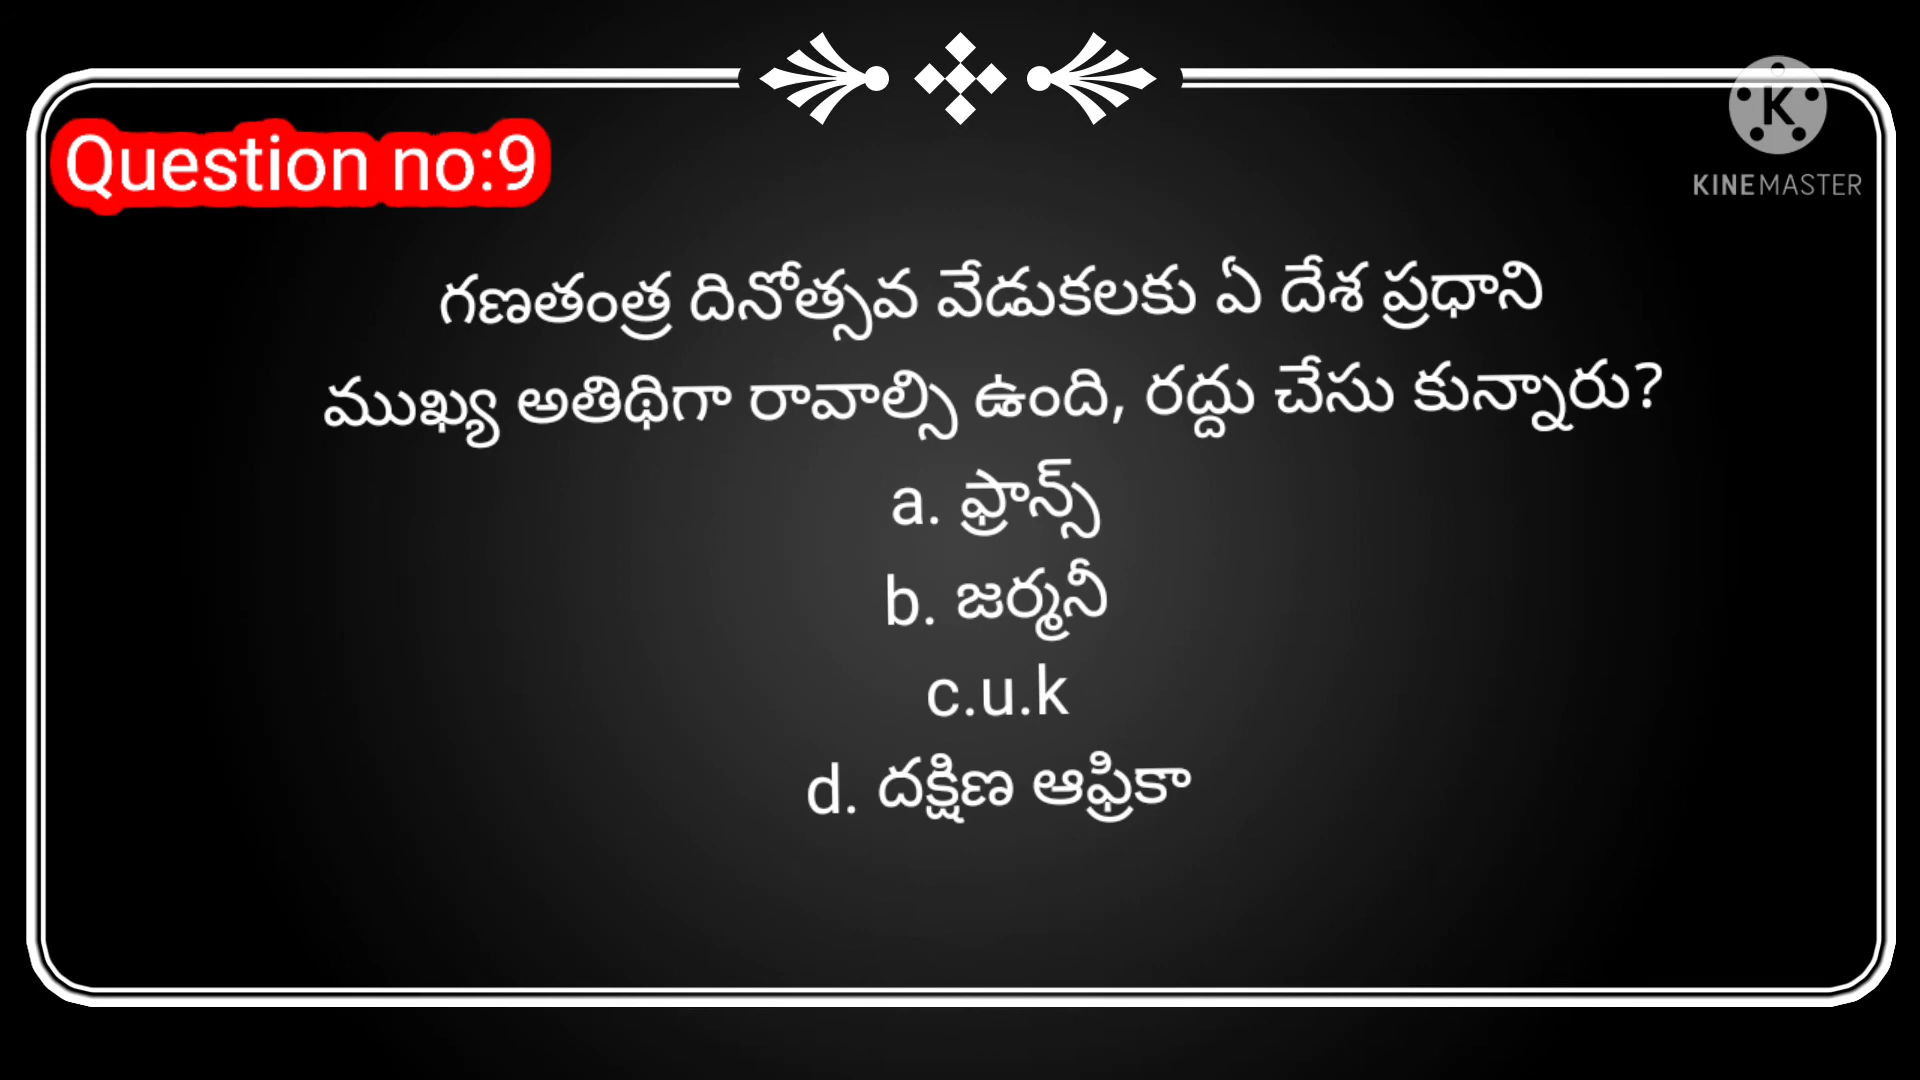 Question no:9
KINEMASTER
గణతంత్ర దినోత్సవ వేడుకలకు ఏ దేశ ప్రధాని
ముఖ్య అతిథిగా రావాల్సి ఉంది, రద్దు చేసు కున్నారు?
a. ఫ్రాన్స్
b. జర్మనీ
c.u.k
d. దక్షిణ ఆఫ్రికా